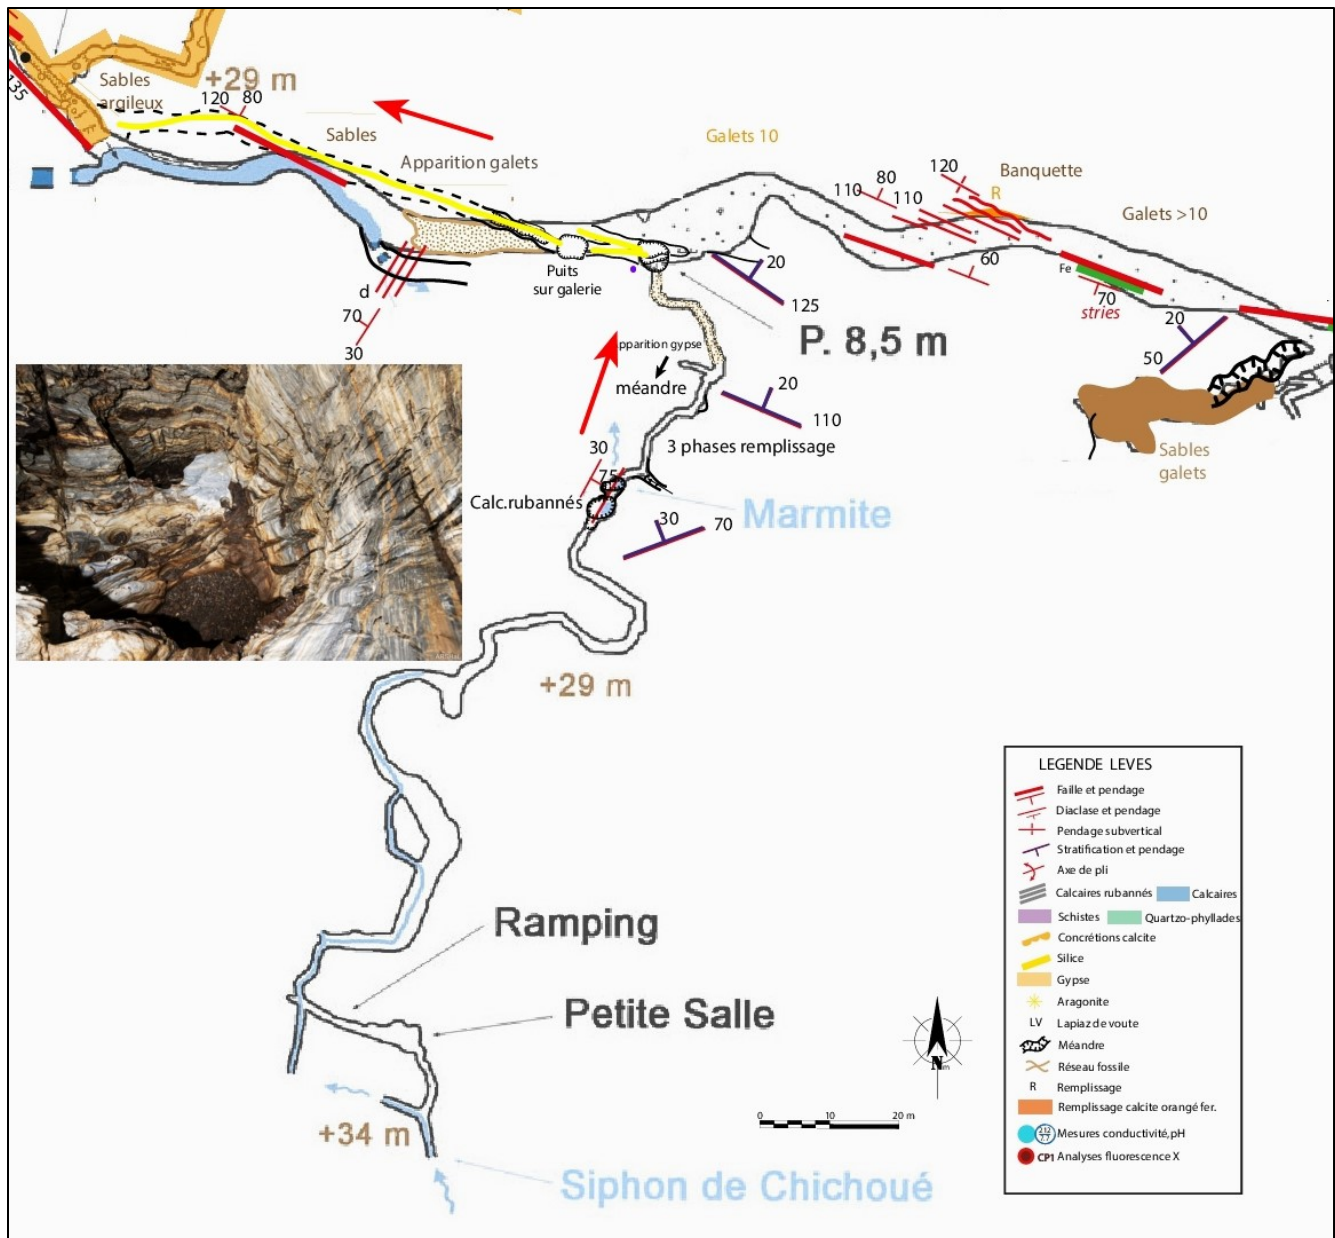 135
Sables
argileux
+29 m
120
80
Sables
Apparition galets
Galets 10
110
80
110
120
Banquette
R
Galets >10
60
Fe
70
stries
20
50
Sables
galets
d
70
30
Puits
sur galerie
20
125
P. 8,5 m
apparition gypse
méandre
20
110
3 phases remplissage
30
75
Calc.rubannés
Marmite
30
70
+29 m
Ramping
Petite Salle
+34 m
Siphon de Chichoué
N
0 10 20 m
LEGENDE LEVES
Faille et pendage
Diaclase et pendage
Pendage subvertical
Stratification et pendage
Axe de pli
Calcaires rubannés Calcaires
Schistes Quartzo-phyllades
Concrétions calcite
Silice
Gypse
Aragonite
LV Lapiaz de voute
Méandre
Réseau fossile
R Remplissage
Remplissage calcite orangé fer.
212
7.7
Mesures conductivité,pH
CP1 Analyses fluorescence X